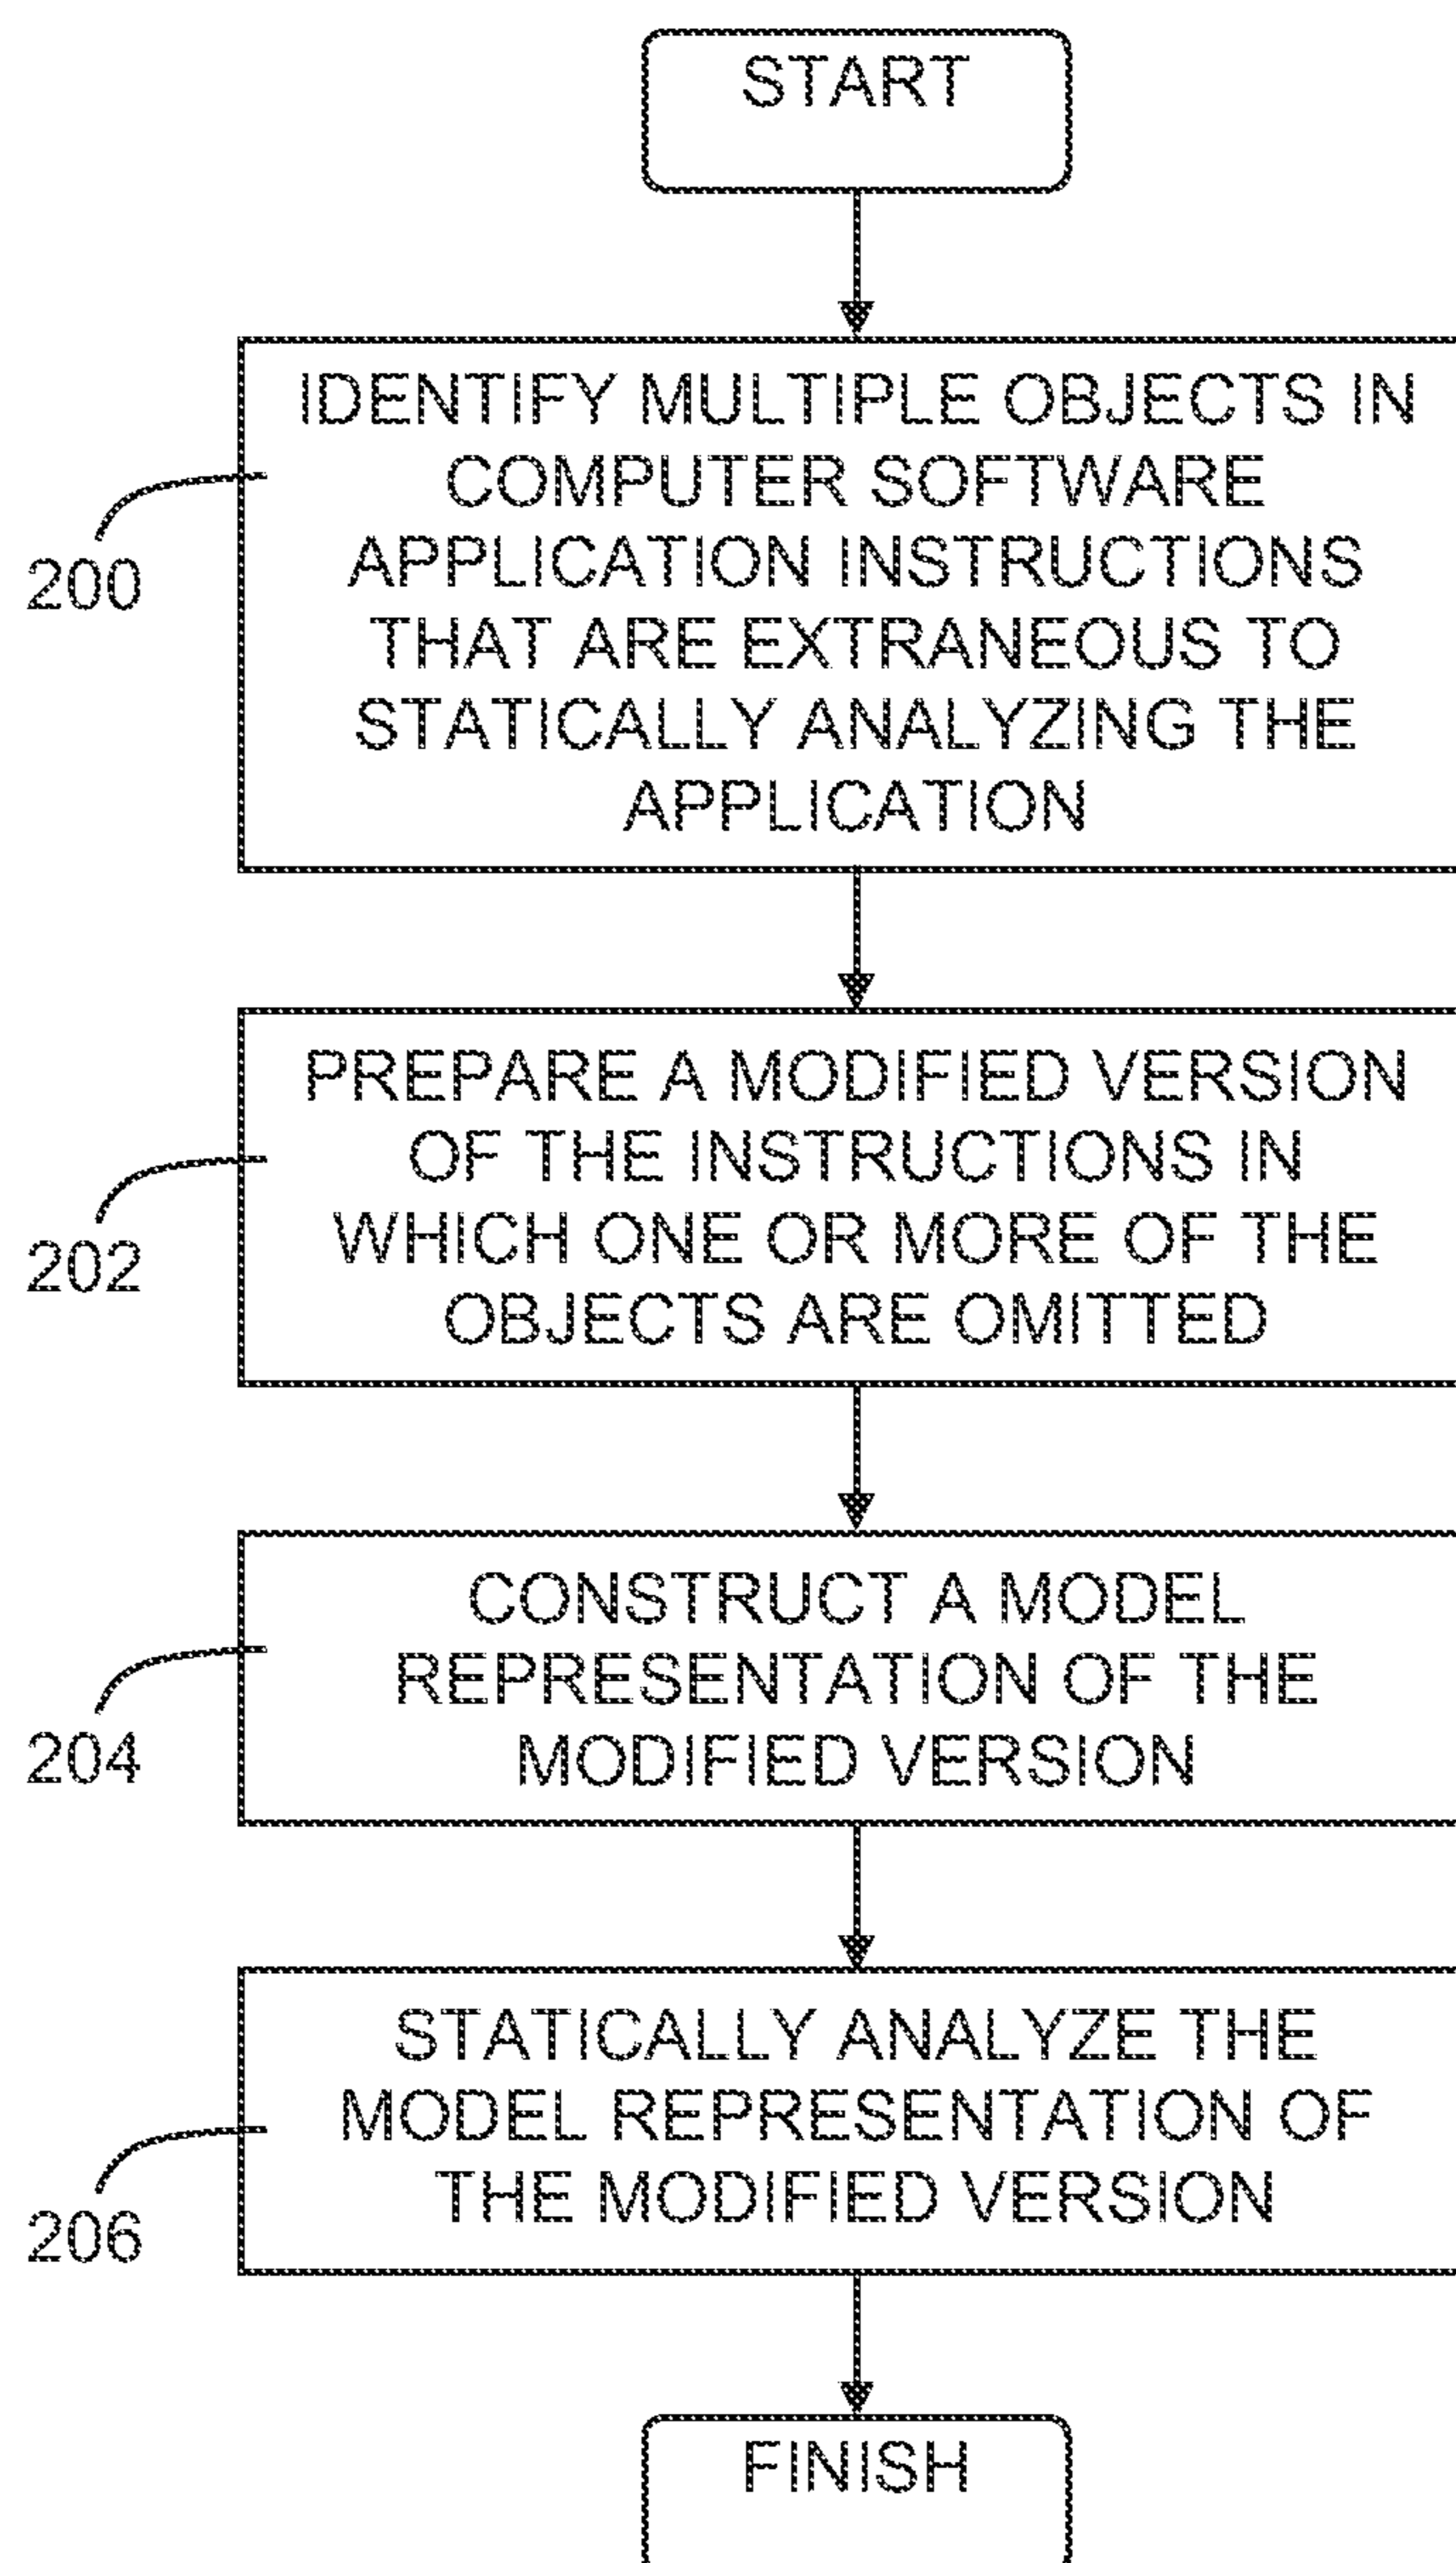 START
IDENTIFY MULTIPLE OBJECTS IN
COMPUTER SOFTWARE
APPLICATION INSTRUCTIONS
THAT ARE EXTRANEOUS TO
STATICALLY ANALYZING THE
APPLICATION
200
PREPARE A MODIFIED VERSION
OF THE INSTRUCTIONS IN
WHICH ONE OR MORE OF THE
OBJECTS ARE OMITTED
202
CONSTRUCT A MODEL
REPRESENTATION OF THE
MODIFIED VERSION
204
STATICALLY ANALYZE THE
MODEL REPRESENTATION OF
THE MODIFIED VERSION
206
FINISH